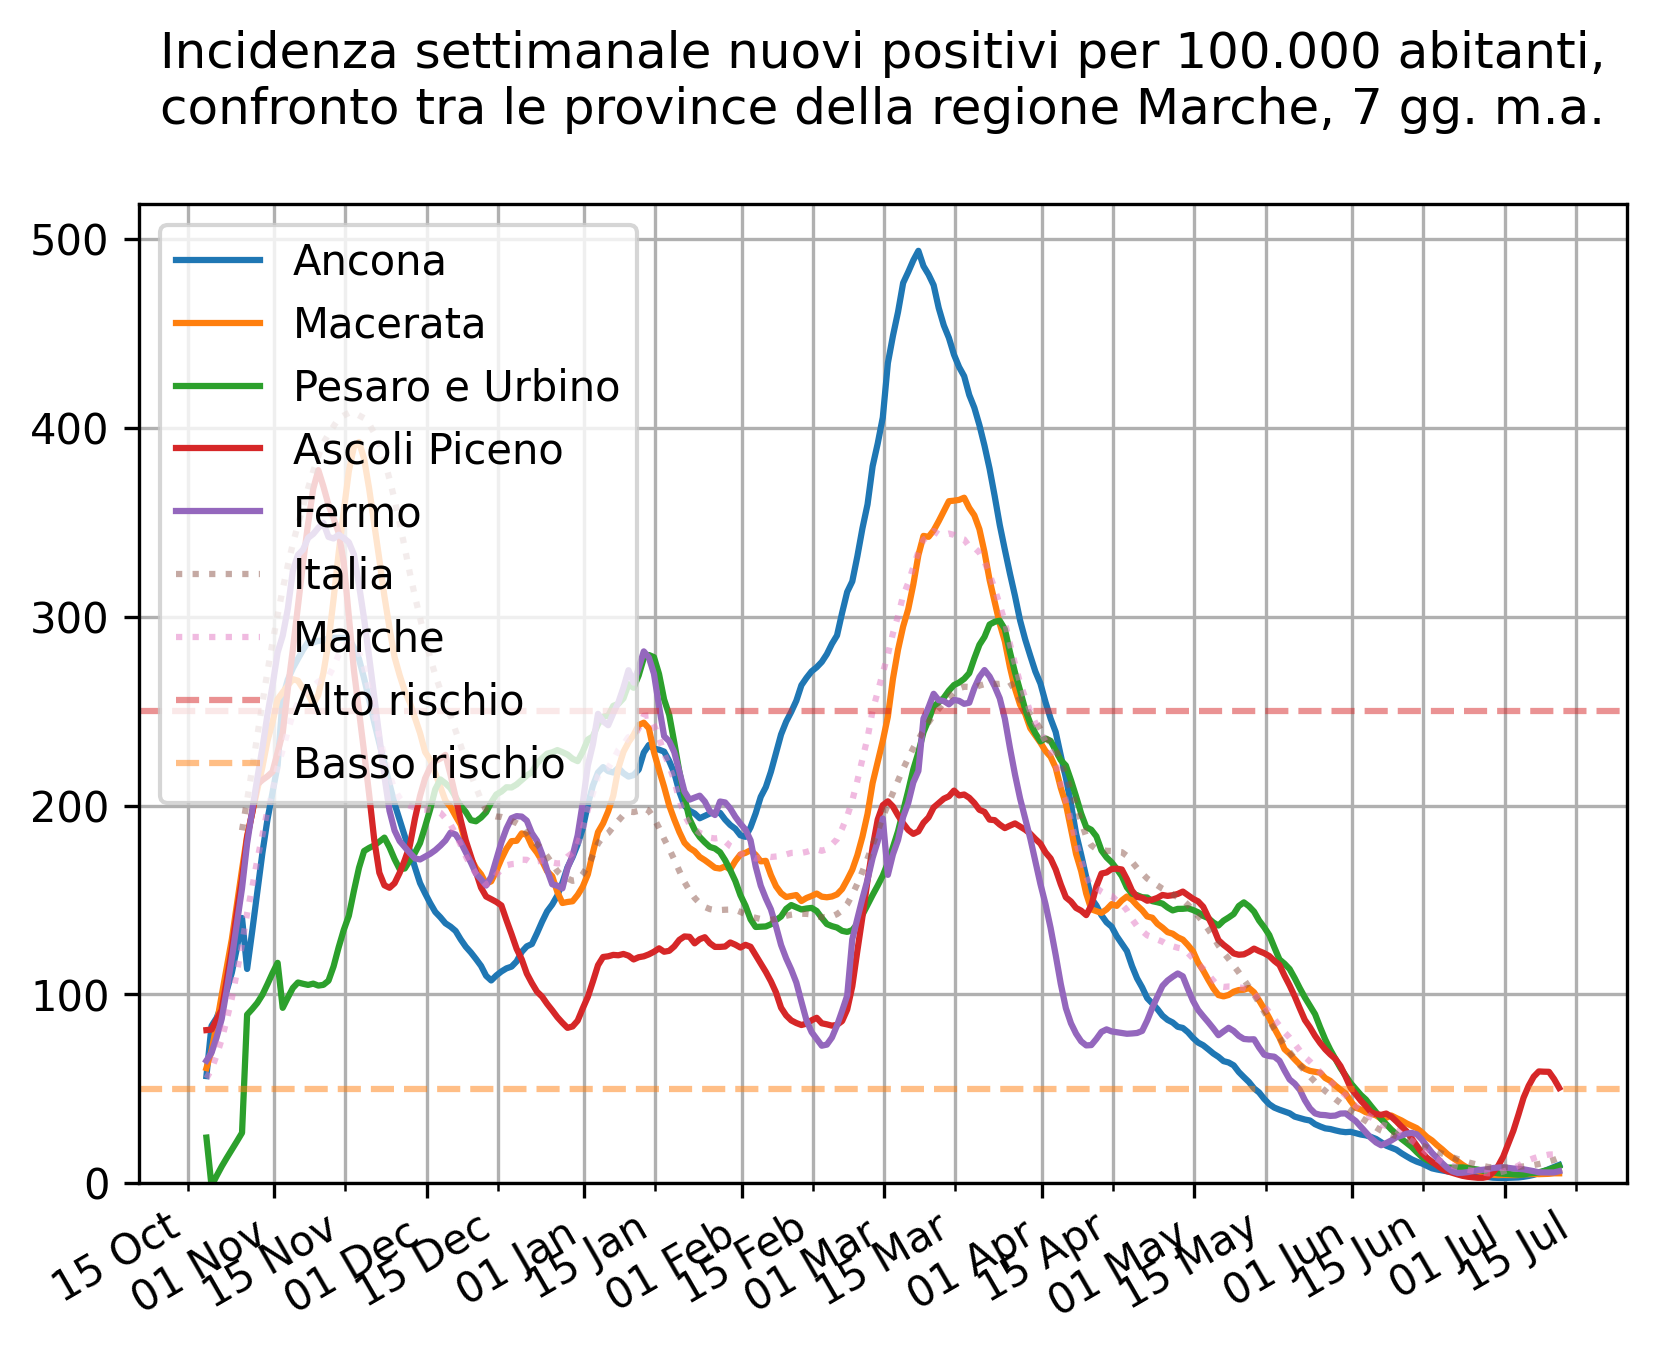 Incidenza settimanale nuovi positivi per 100.000 abitanti,
confronto tra le province della regione Marche, 7 gg. m.a.
500
400
300
200
100
0
Ancona
Macerata
Pesaro e Urbino
Ascoli Piceno
Fermo
Italia
Marche
Alto rischio
Basso rischio
15 Oct
01 Nov
15 Nov
01 Dec
15 Dec
01 Jan
15 Jan
01 Feb
15 Feb
01 Mar
15 Mar
01 Apr
15 Apr
01 May
15 May
01 Jun
15 Jun
01 Jul
15 Jul